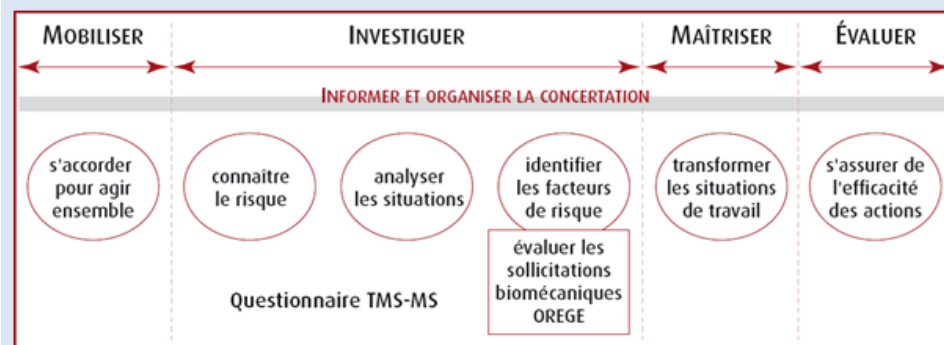 MOBILISER
INVESTIGUER
MAÎTRISER
ÉVALUER
INFORMER ET ORGANISER LA CONCERTATION
s'accorder
pour agir
ensemble
connaître
le risque
analyser
les situations
identifier
les facteurs
de risque
transformer
les situations
de travail
s'assurer de
l'efficacité
des actions
évaluer les
sollicitations
biomécaniques
OREGE
Questionnaire TMS-MS